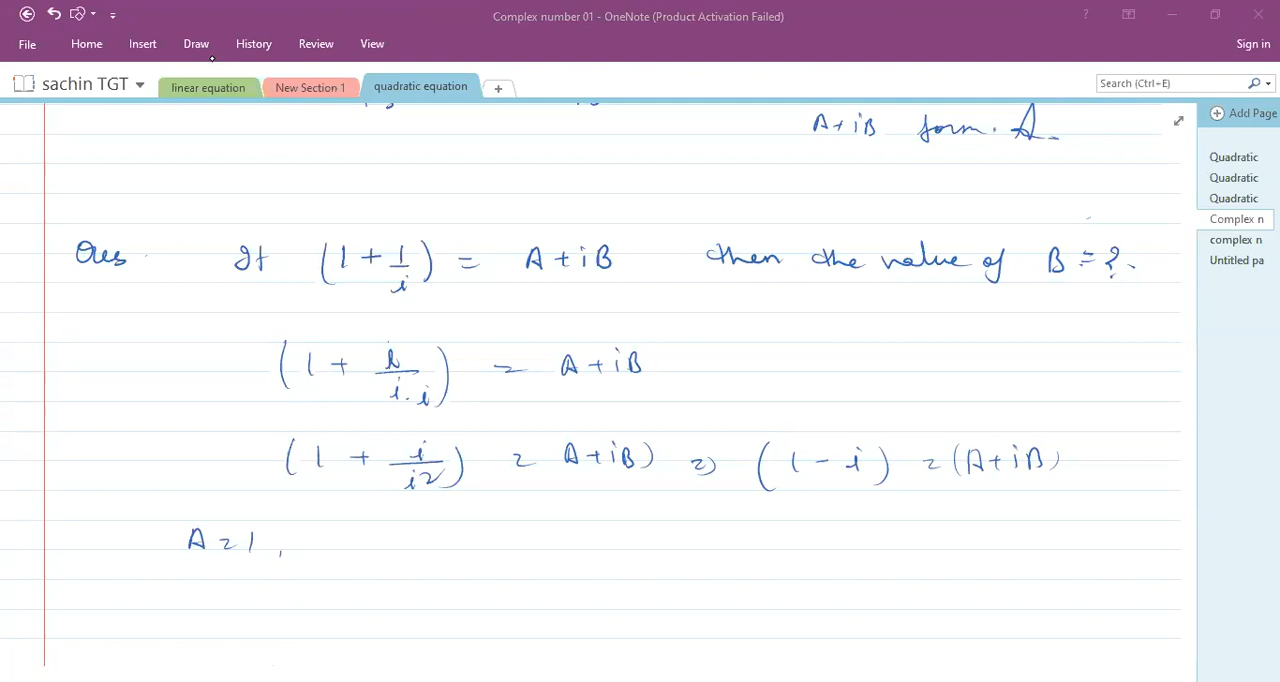 Complex number 01 - OneNote (Product Activation Failed)
?
File Home Insert Draw History Review View Sign in
sachin TGT linear equation New Section 1 quadratic equation + Search (Ctrl+E)
Add Page
A+iB form.
Quadratic
Quadratic
Quadratic
Complex n
complex n
Untitled pa
Ques If (1 + 1/i) = A + iB then the value of B = ?.
(1 + i/i.i) = A + iB
(1 + i/i2) = A + iB) => (1 - i) = (A + iB)
A = 1 ,